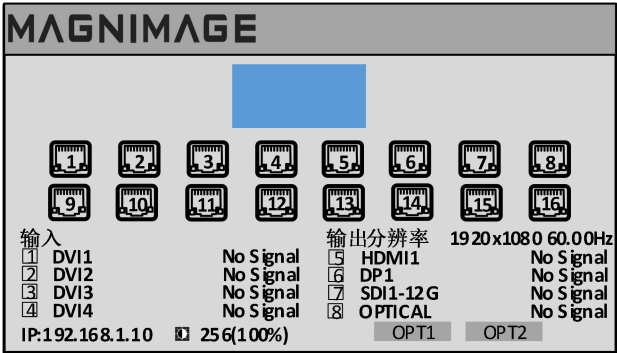 MAGNIMAGE
1 2 3 4 5 6 7 8
9 10 11 12 13 14 15 16
输入
1 DVI1 No Signal
2 DVI2 No Signal
3 DVI3 No Signal
4 DVI4 No Signal
输出分辨率 1920x1080 60.00Hz
5 HDMI1 No Signal
6 DP1 No Signal
7 SDI1-12G No Signal
8 OPTICAL No Signal
IP:192.168.1.10 256(100%) OPT1 OPT2